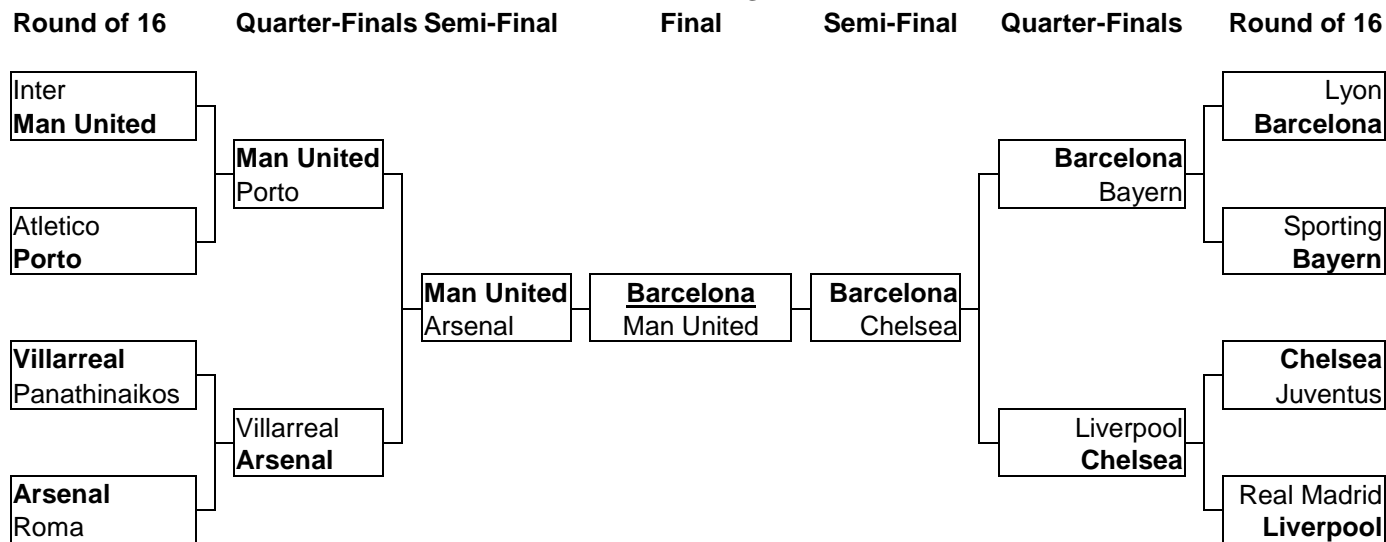 Round of 16 Quarter-Finals Semi-Final Final Semi-Final Quarter-Finals Round of 16
Inter
Man United
Atletico
Porto
Villarreal
Panathinaikos
Arsenal
Roma
Man United
Porto
Villarreal
Arsenal
Man United
Arsenal
Barcelona
Man United
Barcelona
Chelsea
Barcelona
Bayern
Liverpool
Chelsea
Lyon
Barcelona
Sporting
Bayern
Chelsea
Juventus
Real Madrid
Liverpool